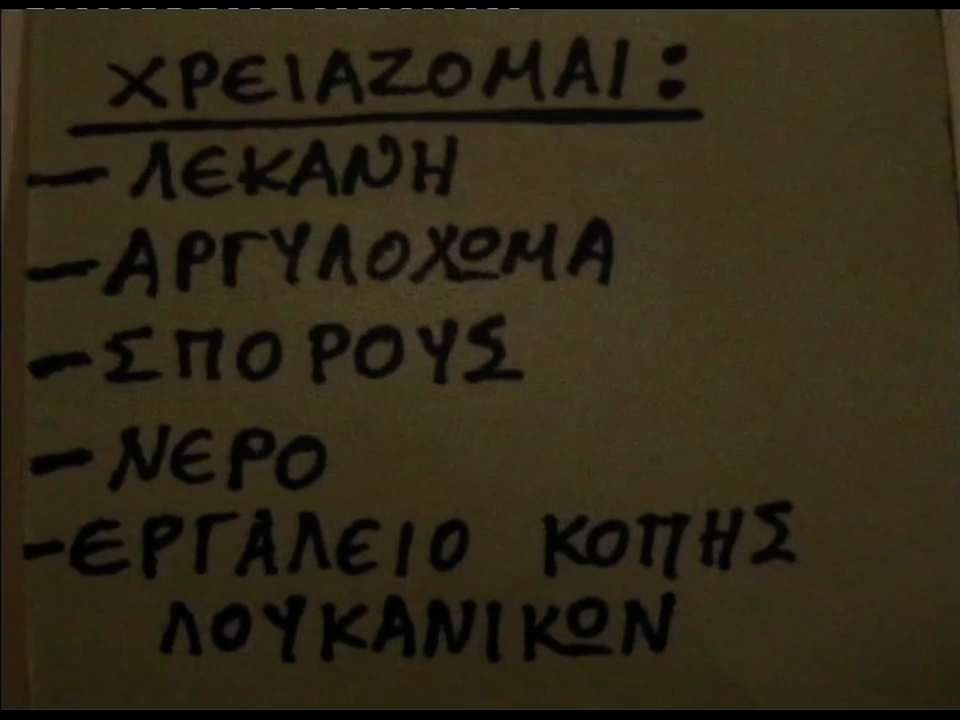 ΧΡΕΙΑΖΟΜΑΙ:
- ΛΕΚΑΝΗ
- ΑΡΓΥΛΟΧΩΜΑ
- ΣΠΟΡΟΥΣ
- ΝΕΡΟ
- ΕΡΓΑΛΕΙΟ ΚΟΠΗΣ
ΛΟΥΚΑΝΙΚΩΝ